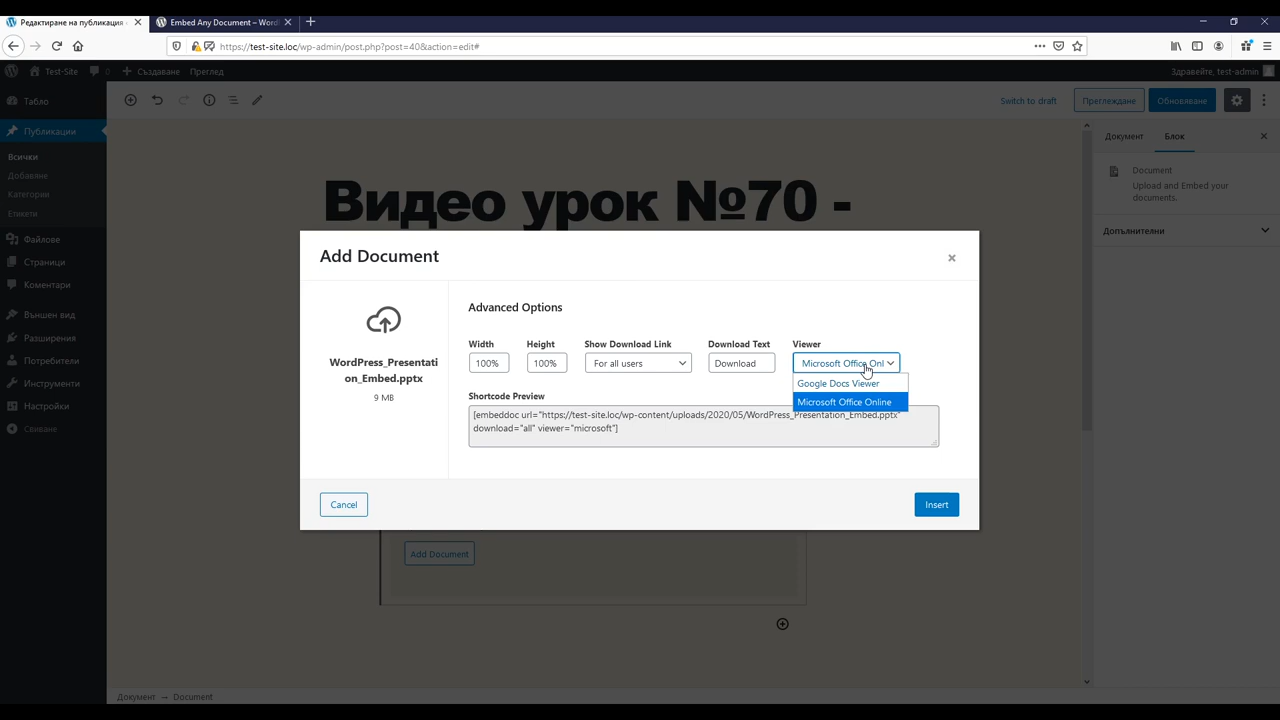 Редактиране на публикация
Embed Any Document – WordP
https://test-site.loc/wp-admin/post.php?post=40&action=edit#
Test-Site
0
Създаване
Преглед
Здравейте, test-admin
Табло
Публикации
Всички
Добавяне
Категории
Етикети
Файлове
Страници
Коментари
Външен вид
Разширения
Потребители
Инструменти
Настройки
Свиване
Switch to draft
Преглеждане
Обновяване
Документ
Блок
Document
Upload and Embed your
documents.
Допълнителни
Видео урок №70 -
Add Document
WordPress_Presentati
on_Embed.pptx
9 MB
Advanced Options
Width
Height
Show Download Link
Download Text
Viewer
100%
100%
For all users
Download
Microsoft Office Onl
Google Docs Viewer
Microsoft Office Online
Shortcode Preview
[embeddoc url="https://test-site.loc/wp-content/uploads/2020/05/WordPress_Presentation_Embed.pptx"
download="all" viewer="microsoft"]
Cancel
Insert
Add Document
Документ → Document